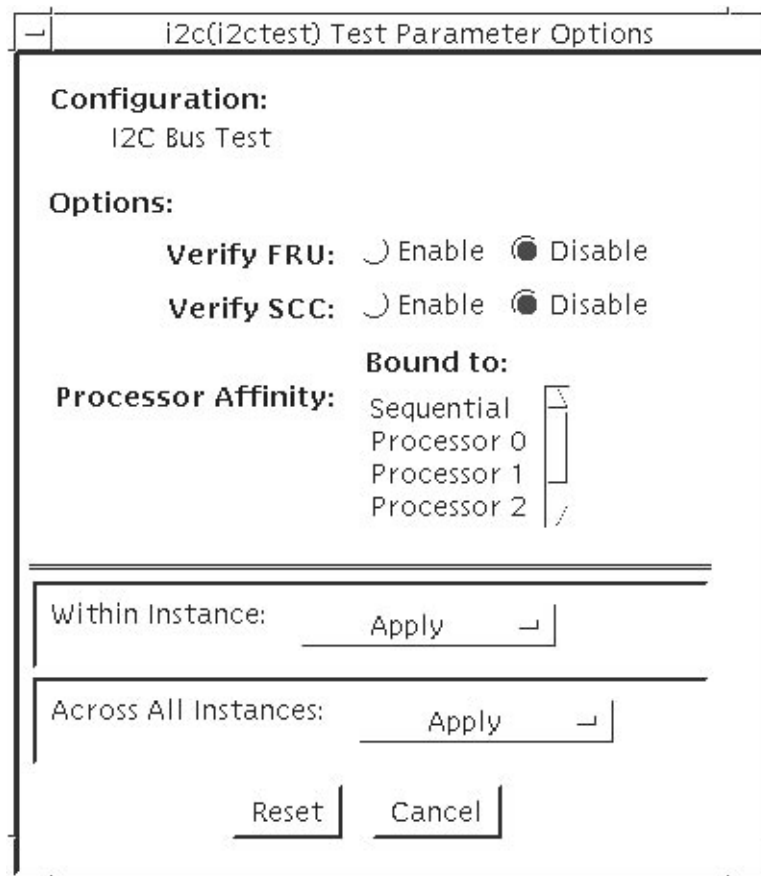 i2c(i2ctest) Test Parameter Options
Configuration:
I2C Bus Test
Options:
Verify FRU: Enable Disable
Verify SCC: Enable Disable
Bound to:
Processor Affinity:
Sequential
Processor 0
Processor 1
Processor 2
Within Instance: Apply
Across All Instances: Apply
Reset Cancel